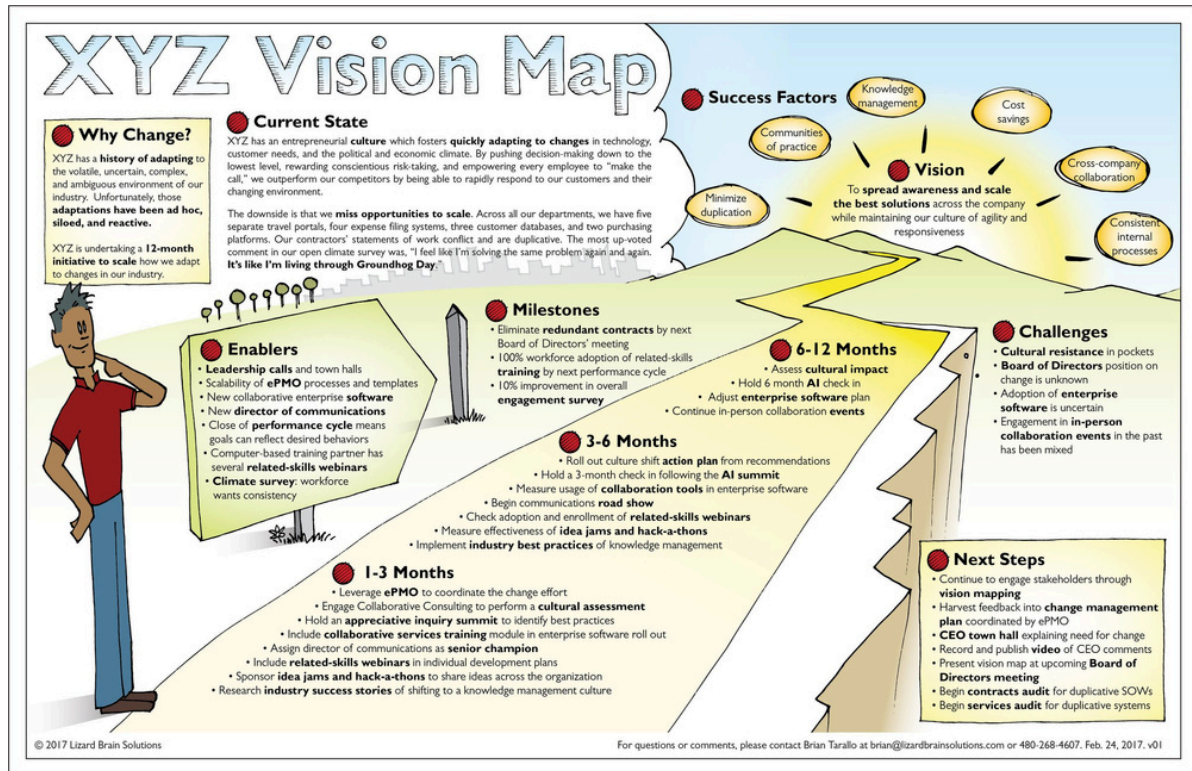 XYZ Vision Map
Why Change?
XYZ has a history of adapting to
the volatile, uncertain, complex,
and ambiguous environment of our
industry. Unfortunately, those
adaptations have been ad hoc,
siloed, and reactive.
XYZ is undertaking a 12-month
initiative to scale how we adapt
to changes in our industry.
Current State
XYZ has an entrepreneurial culture which fosters quickly adapting to changes in technology,
customer needs, and the political and economic climate. By pushing decision-making down to the
lowest level, rewarding conscientious risk-taking, and empowering every employee to “make the
call,” we outperform our competitors by being able to rapidly respond to our customers and their
changing environment.
The downside is that we miss opportunities to scale. Across all our departments, we have five
separate travel portals, four expense filing systems, three customer databases, and two purchasing
platforms. Our contractors’ statements of work conflict and are duplicative. The most up-voted
comment in our open climate survey was, “I feel like I’m solving the same problem again and again.
It’s like I’m living through Groundhog Day.”
Success Factors
Minimize
duplication
Communities
of practice
Knowledge
management
Cost
savings
Cross-company
collaboration
Consistent
internal
processes
Vision
To spread awareness and scale
the best solutions across the company
while maintaining our culture of agility and
responsiveness
Enablers
• Leadership calls and town halls
• Scalability of ePMO processes and templates
• New collaborative enterprise software
• New director of communications
• Close of performance cycle means
goals can reflect desired behaviors
• Computer-based training partner has
several related-skills webinars
• Climate survey: workforce
wants consistency
Milestones
• Eliminate redundant contracts by next
Board of Directors’ meeting
• 100% workforce adoption of related-skills
training by next performance cycle
• 10% improvement in overall
engagement survey
6-12 Months
• Assess cultural impact
• Hold 6 month AI check in
• Adjust enterprise software plan
• Continue in-person collaboration events
3-6 Months
• Roll out culture shift action plan from recommendations
• Hold a 3-month check in following the AI summit
• Measure usage of collaboration tools in enterprise software
• Begin communications road show
• Check adoption and enrollment of related-skills webinars
• Measure effectiveness of idea jams and hack-a-thons
• Implement industry best practices of knowledge management
1-3 Months
• Leverage ePMO to coordinate the change effort
• Engage Collaborative Consulting to perform a cultural assessment
• Hold an appreciative inquiry summit to identify best practices
• Include collaborative services training module in enterprise software roll out
• Assign director of communications as senior champion
• Include related-skills webinars in individual development plans
• Sponsor idea jams and hack-a-thons to share ideas across the organization
• Research industry success stories of shifting to a knowledge management culture
Challenges
• Cultural resistance in pockets
• Board of Directors position on
change is unknown
• Adoption of enterprise
software is uncertain
• Engagement in in-person
collaboration events in the past
has been mixed
Next Steps
• Continue to engage stakeholders through
vision mapping
• Harvest feedback into change management
plan coordinated by ePMO
• CEO town hall explaining need for change
• Record and publish video of CEO comments
• Present vision map at upcoming Board of
Directors meeting
• Begin contracts audit for duplicative SOWs
• Begin services audit for duplicative systems
© 2017 Lizard Brain Solutions
For questions or comments, please contact Brian Tarallo at brian@lizardbrainsolutions.com or 480-268-4607. Feb. 24, 2017. v01